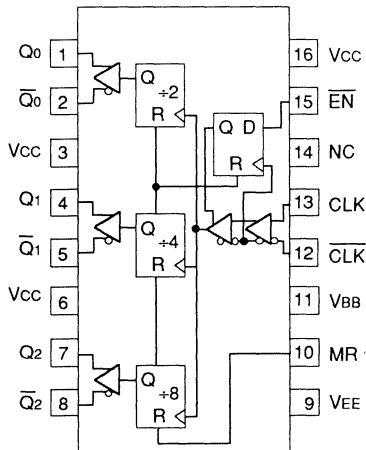 Q0 1
Q̅0 2
VCC 3
Q1 4
Q̅1 5
VCC 6
Q2 7
Q̅2 8
Q ÷2 R
Q ÷4 R
Q ÷8 R
Q D R
16 VCC
15 E̅N̅
14 NC
13 CLK
12 C̅L̅K̅
11 VBB
10 MR
9 VEE